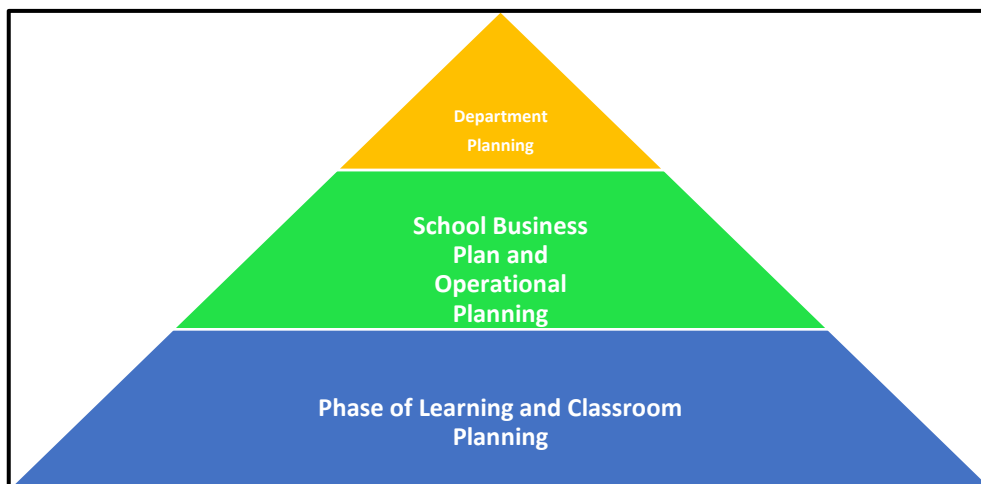 Department
Planning
School Business
Plan and
Operational
Planning
Phase of Learning and Classroom
Planning